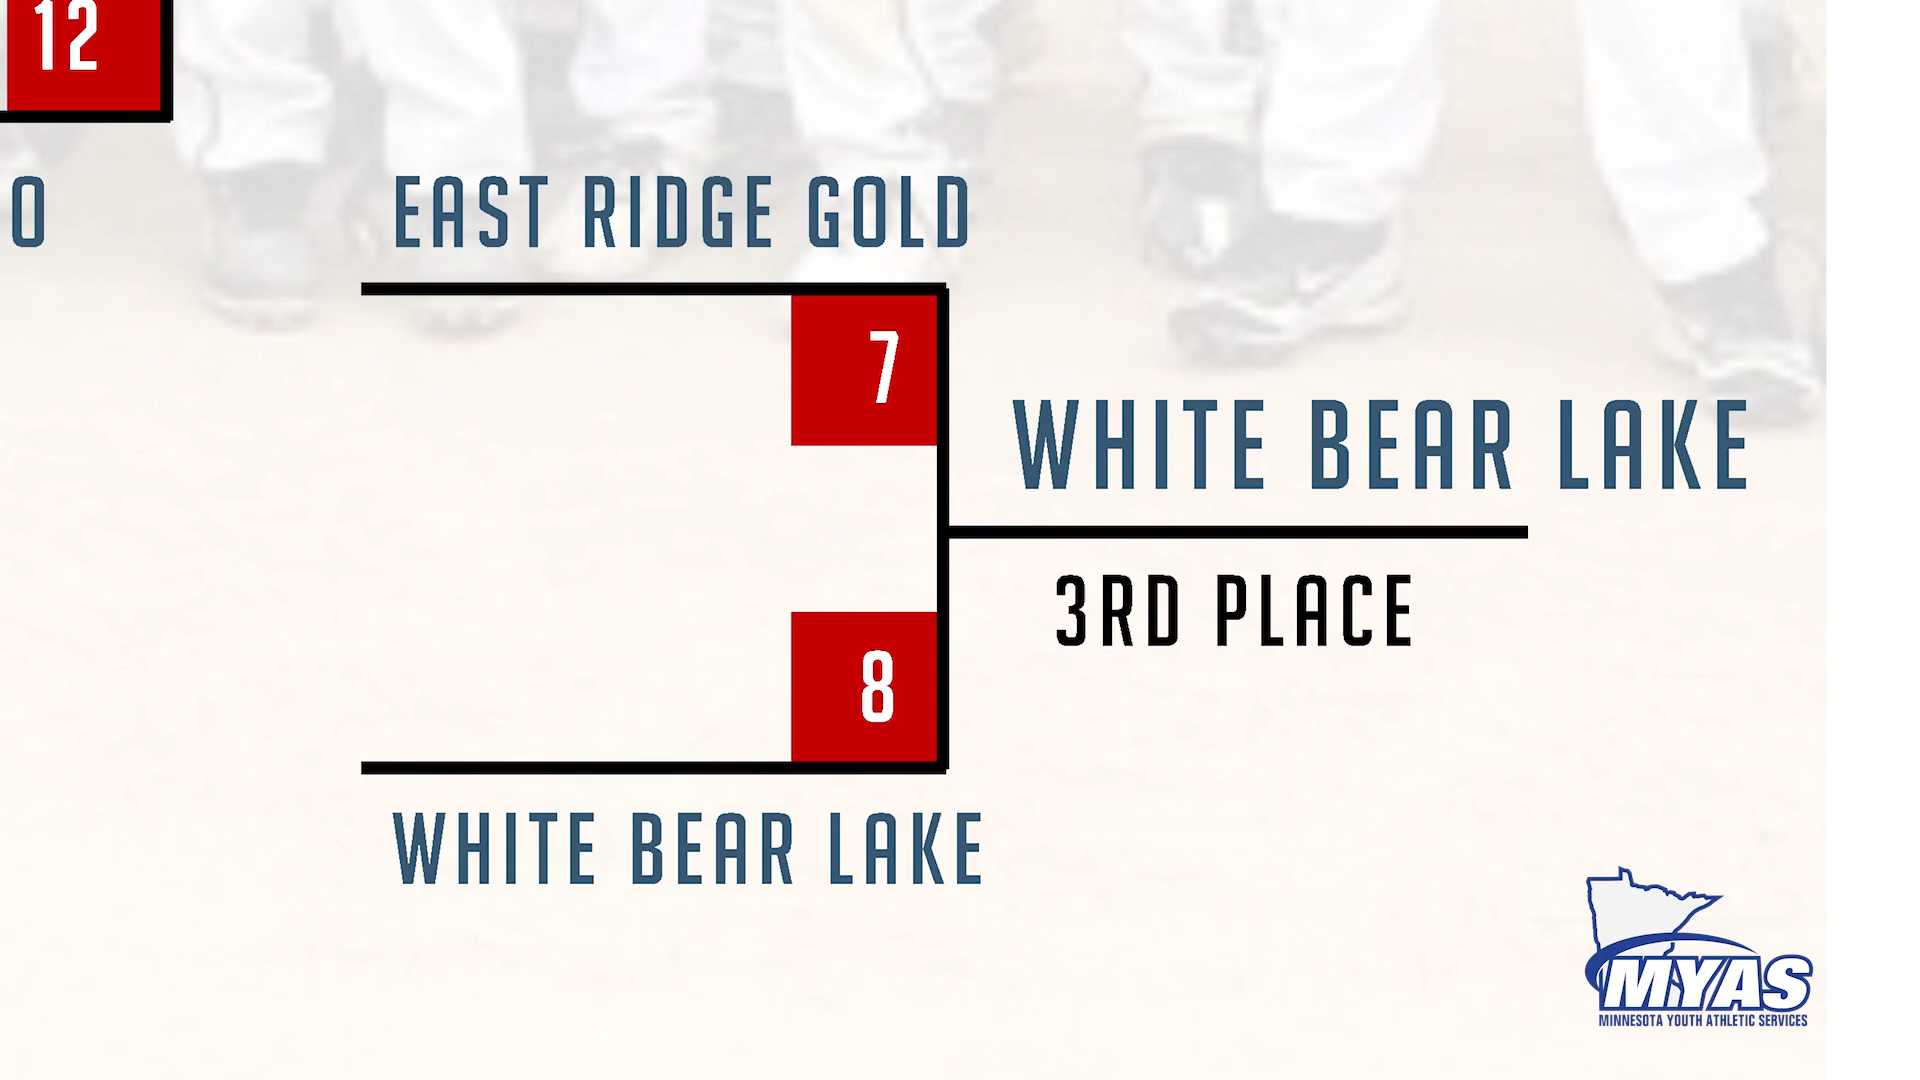 12
O
EAST RIDGE GOLD
7
WHITE BEAR LAKE
3RD PLACE
8
WHITE BEAR LAKE
MYAS
MINNESOTA YOUTH ATHLETIC SERVICES